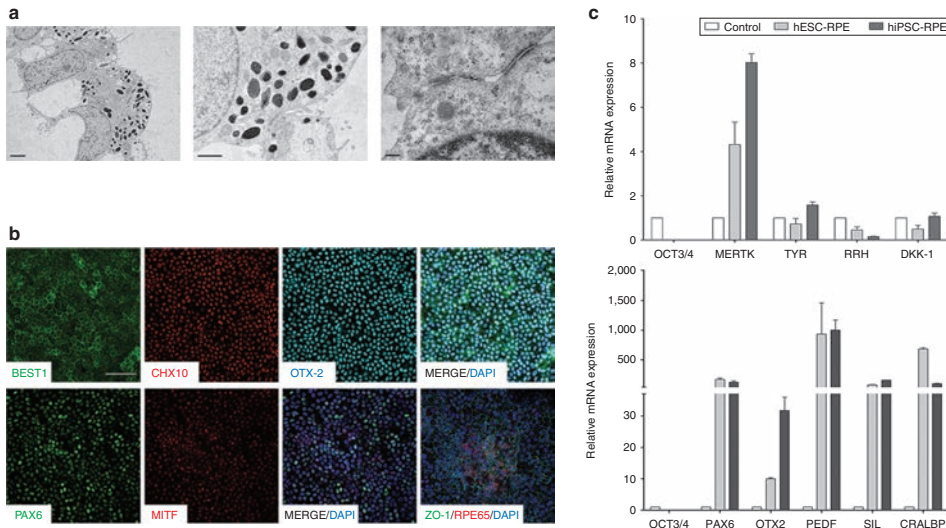 a
b
BEST1
CHX10
OTX-2
MERGE/DAPI
PAX6
MITF
MERGE/DAPI
ZO-1/RPE65/DAPI
c
Control
hESC-RPE
hiPSC-RPE
Relative mRNA expression
10
8
6
4
2
0
OCT3/4 MERTK TYR RRH DKK-1
Relative mRNA expression
1,500
1,000
500
30
20
10
0
OCT3/4 PAX6 OTX2 PEDF SIL CRALBP